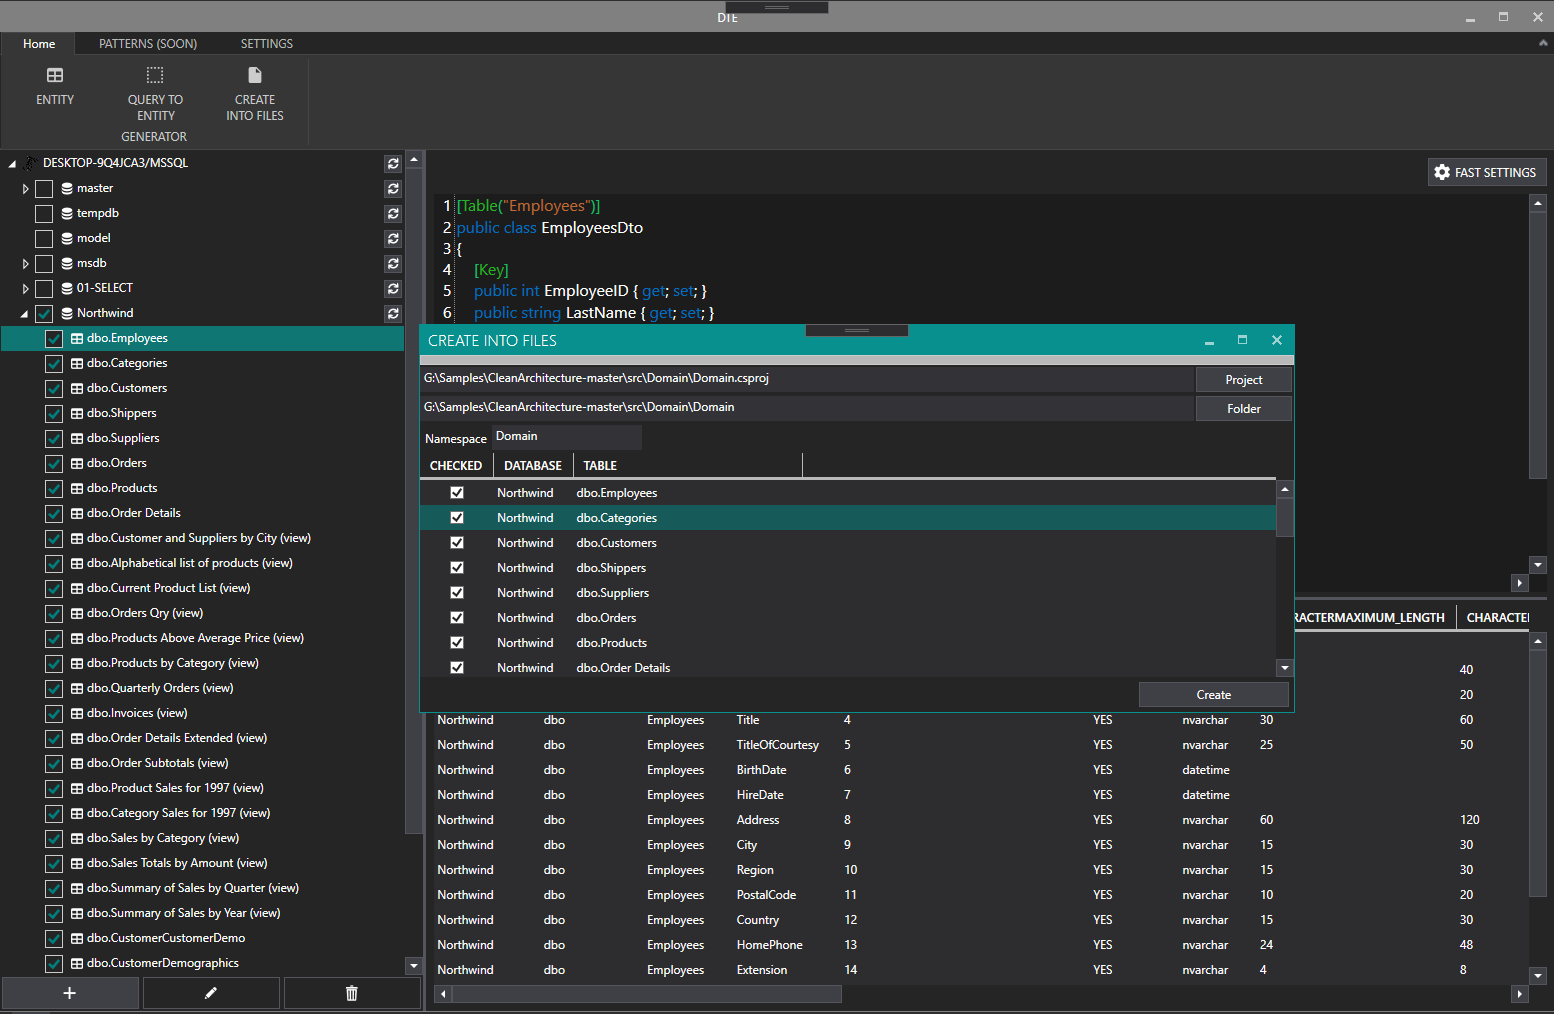 DTE
Home PATTERNS (SOON) SETTINGS
ENTITY
QUERY TO ENTITY
CREATE INTO FILES
GENERATOR
DESKTOP-9Q4JCA3/MSSQL
master
tempdb
model
msdb
01-SELECT
Northwind
dbo.Employees
dbo.Categories
dbo.Customers
dbo.Shippers
dbo.Suppliers
dbo.Orders
dbo.Products
dbo.Order Details
dbo.Customer and Suppliers by City (view)
dbo.Alphabetical list of products (view)
dbo.Current Product List (view)
dbo.Orders Qry (view)
dbo.Products Above Average Price (view)
dbo.Products by Category (view)
dbo.Quarterly Orders (view)
dbo.Invoices (view)
dbo.Order Details Extended (view)
dbo.Order Subtotals (view)
dbo.Product Sales for 1997 (view)
dbo.Category Sales for 1997 (view)
dbo.Sales by Category (view)
dbo.Sales Totals by Amount (view)
dbo.Summary of Sales by Quarter (view)
dbo.Summary of Sales by Year (view)
dbo.CustomerCustomerDemo
dbo.CustomerDemographics
FAST SETTINGS
1 [Table("Employees")]
2 public class EmployeesDto
3 {
4 [Key]
5 public int EmployeeID { get; set; }
6 public string LastName { get; set; }
CREATE INTO FILES
G:\Samples\CleanArchitecture-master\src\Domain\Domain.csproj Project
G:\Samples\CleanArchitecture-master\src\Domain\Domain Folder
Namespace Domain
CHECKED DATABASE TABLE
Northwind dbo.Employees
Northwind dbo.Categories
Northwind dbo.Customers
Northwind dbo.Shippers
Northwind dbo.Suppliers
Northwind dbo.Orders
Northwind dbo.Products
Northwind dbo.Order Details
Create
RACTERMAXIMUM_LENGTH CHARACTE
40
20
Northwind dbo Employees Title 4 YES nvarchar 30 60
Northwind dbo Employees TitleOfCourtesy 5 YES nvarchar 25 50
Northwind dbo Employees BirthDate 6 YES datetime
Northwind dbo Employees HireDate 7 YES datetime
Northwind dbo Employees Address 8 YES nvarchar 60 120
Northwind dbo Employees City 9 YES nvarchar 15 30
Northwind dbo Employees Region 10 YES nvarchar 15 30
Northwind dbo Employees PostalCode 11 YES nvarchar 10 20
Northwind dbo Employees Country 12 YES nvarchar 15 30
Northwind dbo Employees HomePhone 13 YES nvarchar 24 48
Northwind dbo Employees Extension 14 YES nvarchar 4 8